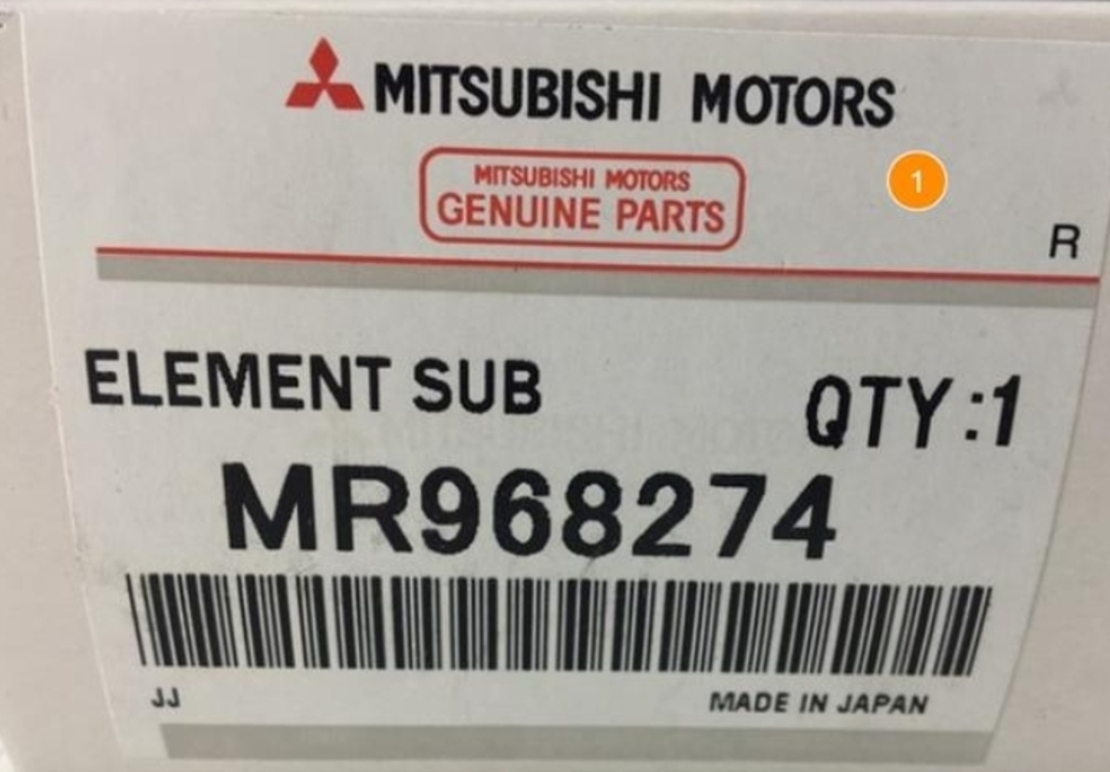 MITSUBISHI MOTORS
MITSUBISHI MOTORS
GENUINE PARTS
1
R
ELEMENT SUB
QTY:1
MR968274
JJ
MADE IN JAPAN